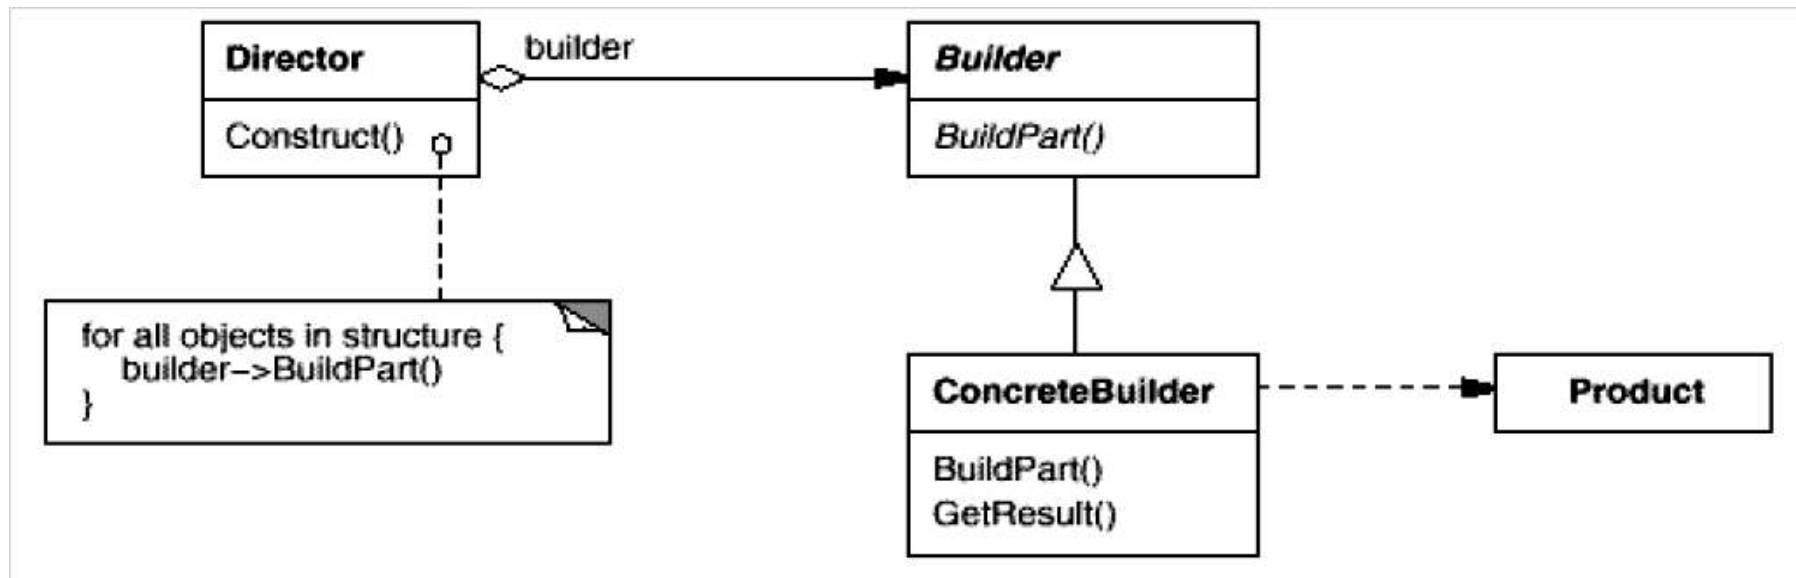 Director
Construct()
builder
Builder
BuildPart()
for all objects in structure {
builder–>BuildPart()
}
ConcreteBuilder
BuildPart()
GetResult()
Product